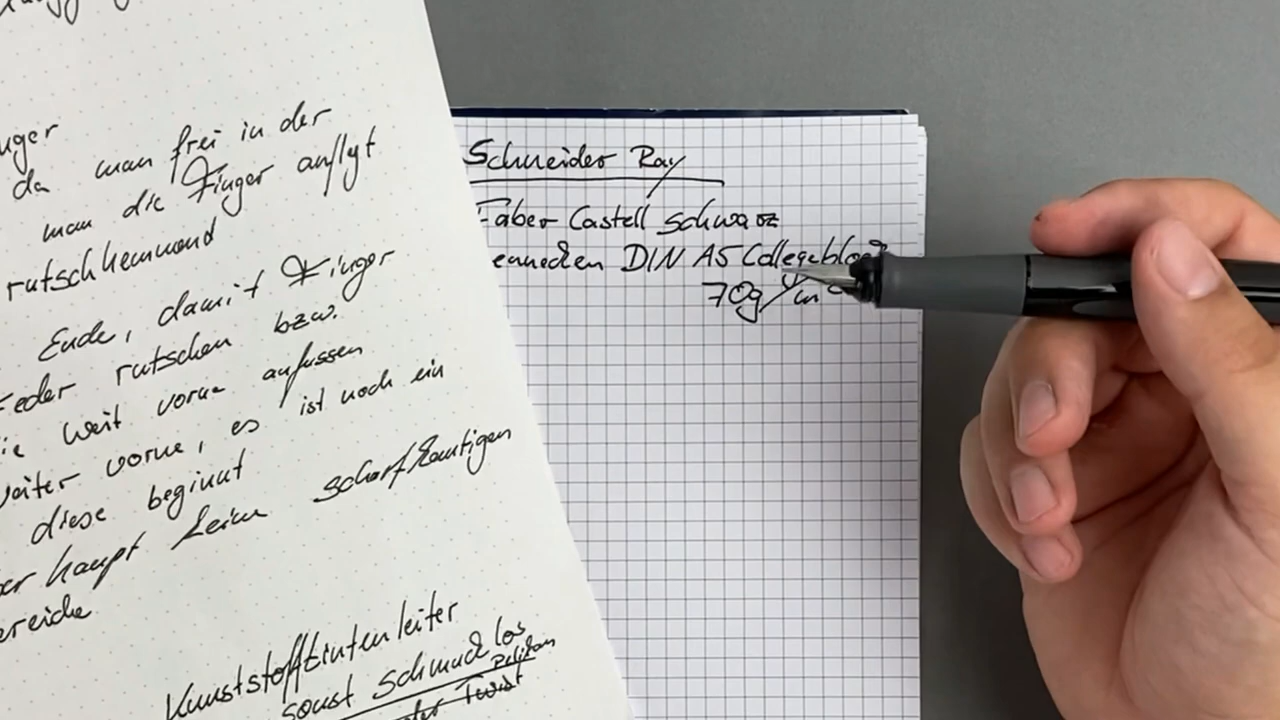 da man frei in der
man die Finger auflegt
rutschhemmend
Ende, damit Finger
Feder rutschen bzw.
weit vorne anfassen
weiter vorne, es ist noch ein
diese beginnt
haupt keine scharfkantigen
Kunststofftintenleiter
sonst schmucklos
Pelikan
Twist
Schneider Ray
Faber Castell Schwarz
ennecken DIN A5 Collegeblock
70g/m²